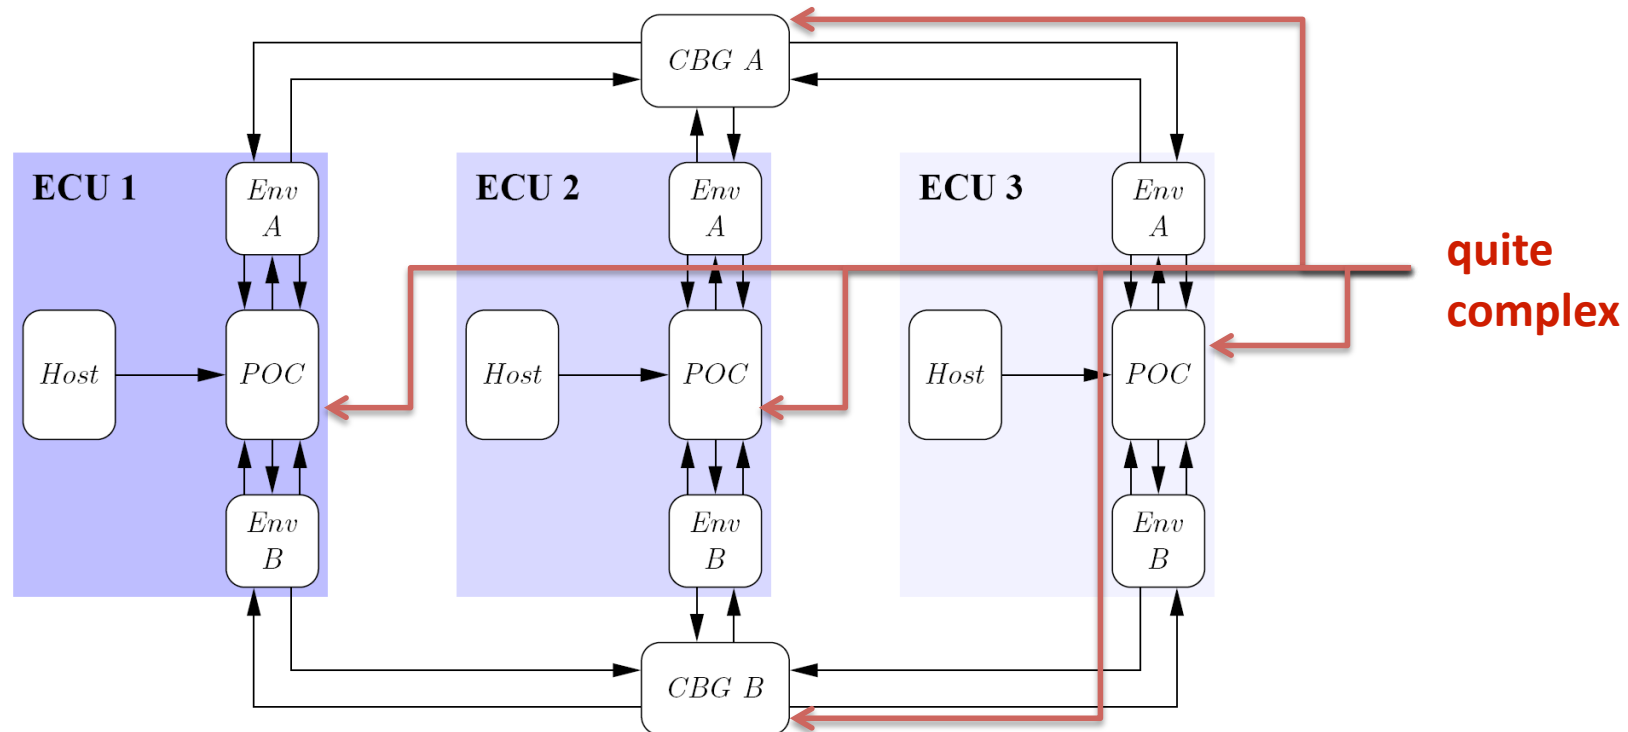 CBG A
ECU 1
Env
A
ECU 2
Env
A
ECU 3
Env
A
quite
complex
Host
POC
Host
POC
Host
POC
Env
B
Env
B
Env
B
CBG B